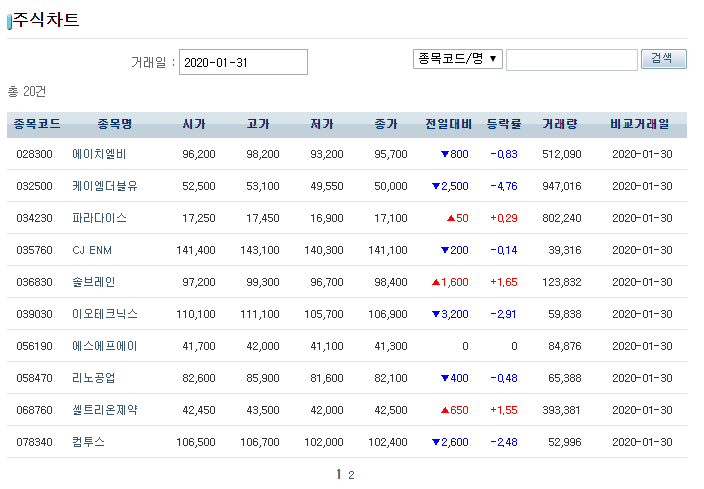 주식차트
거래일 : 2020-01-31 종목코드/명 ▼ 검색
총 20건
종목코드 종목명 시가 고가 저가 종가 전일대비 등락률 거래량 비교거래일
028300 에이치엘비 96,200 98,200 93,200 95,700 ▼800 -0.83 512,090 2020-01-30
032500 케이엠더블유 52,500 53,100 49,550 50,000 ▼2,500 -4.76 947,016 2020-01-30
034230 파라다이스 17,250 17,450 16,900 17,100 ▲50 +0.29 802,240 2020-01-30
035760 CJ ENM 141,400 143,100 140,300 141,100 ▼200 -0.14 39,316 2020-01-30
036830 솔브레인 97,200 99,300 96,700 98,400 ▲1,600 +1.65 123,832 2020-01-30
039030 이오테크닉스 110,100 111,100 105,700 106,900 ▼3,200 -2.91 59,838 2020-01-30
056190 에스에프에이 41,700 42,000 41,100 41,300 0 0 84,876 2020-01-30
058470 리노공업 82,600 85,900 81,600 82,100 ▼400 -0.48 65,388 2020-01-30
068760 셀트리온제약 42,450 43,500 42,000 42,500 ▲650 +1.55 393,381 2020-01-30
078340 컴투스 106,500 106,700 102,000 102,400 ▼2,600 -2.48 52,996 2020-01-30
1 2